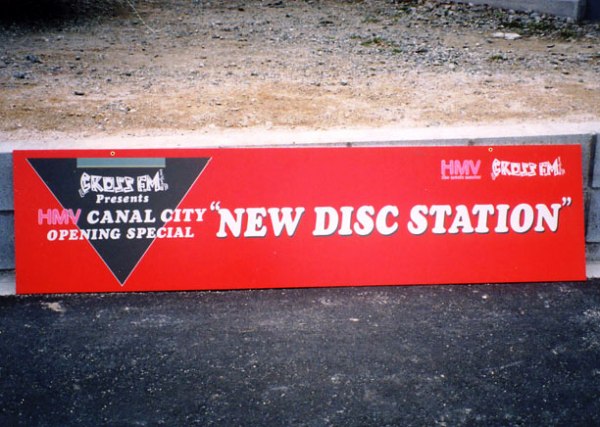 CROSS FM.
Presents
HMV CANAL CITY
OPENING SPECIAL
"NEW DISC STATION"
HMV CROSS FM.